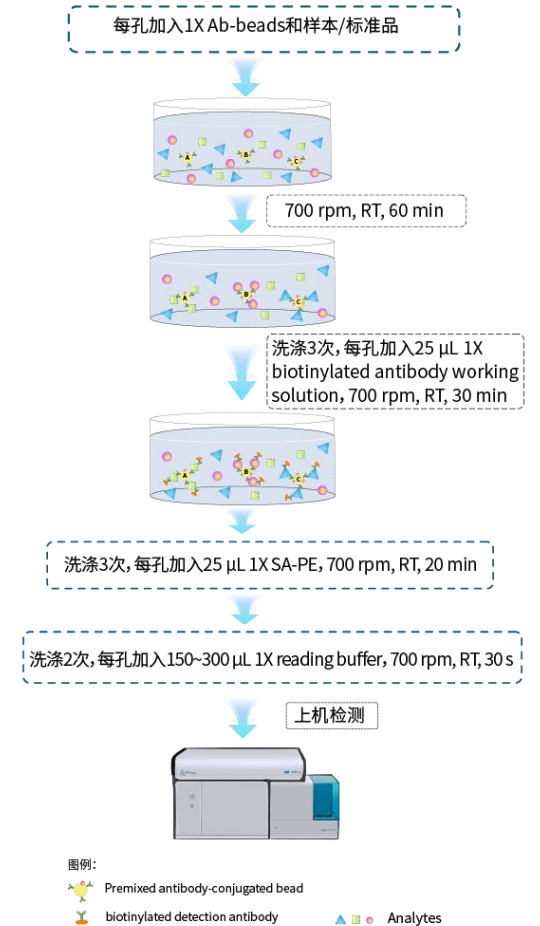 每孔加入1X Ab-beads和样本/标准品
A
B
C
700 rpm, RT, 60 min
A
B
C
洗涤3次，每孔加入25 µL 1X
biotinylated antibody working
solution，700 rpm, RT, 30 min
A
B
C
洗涤3次，每孔加入25 µL 1X SA-PE，700 rpm, RT, 20 min
洗涤2次，每孔加入150~300 µL 1X reading buffer，700 rpm, RT, 30 s
上机检测
图例：
Premixed antibody-conjugated bead
biotinylated detection antibody
Analytes